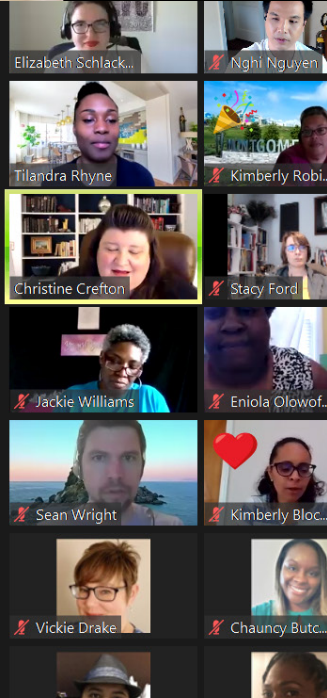 Elizabeth Schlack...
Nghi Nguyen
Tilandra Rhyne
Kimberly Robi...
Christine Crefton
Stacy Ford
Jackie Williams
Eniola Olowof...
Sean Wright
Kimberly Bloc...
Vickie Drake
Chauncy Butc...